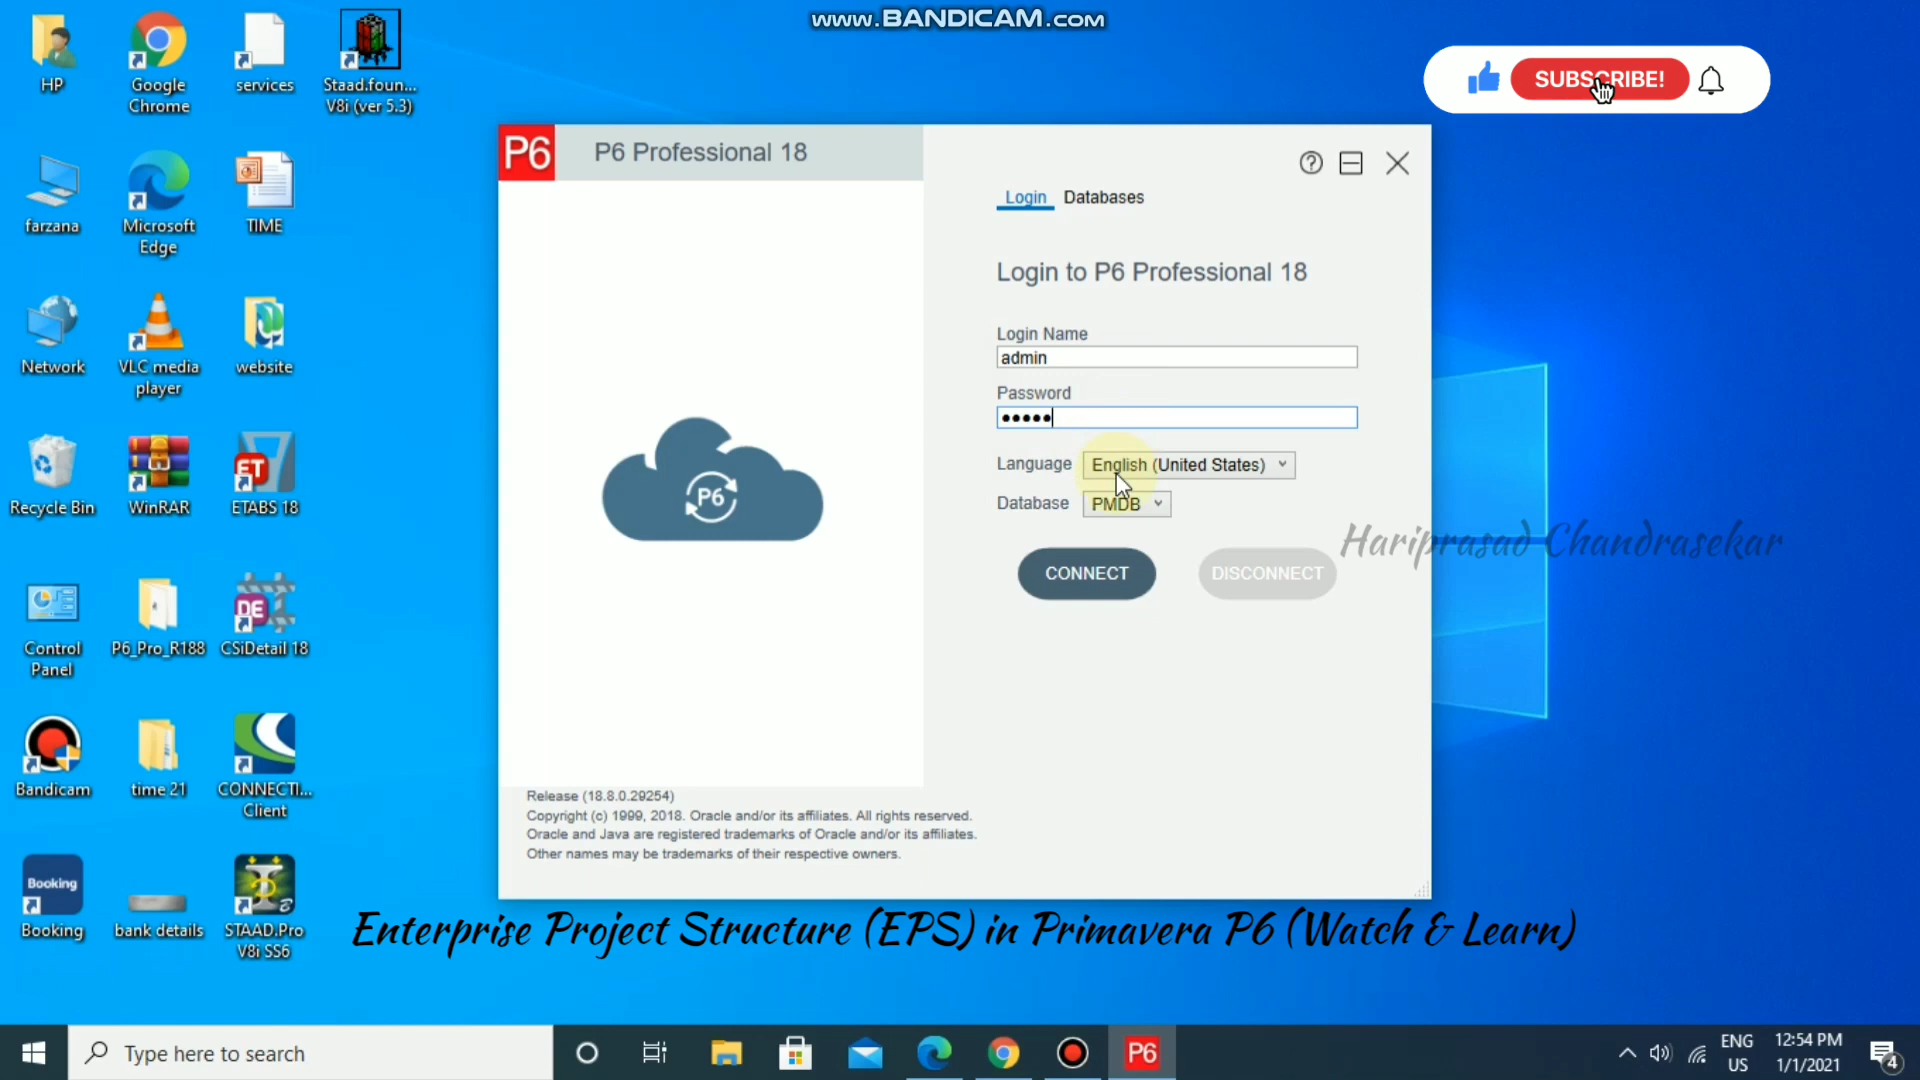 www.BANDICAM.com
HP
Google
Chrome
services
Staad.foun...
V8i (ver 5.3)
SUBSCRIBE!
P6
P6 Professional 18
Login
Databases
farzana
Microsoft
Edge
TIME
Login to P6 Professional 18
Login Name
admin
Password
Network
VLC media
player
website
Language
English (United States)
Database
PMDB
Recycle Bin
WinRAR
ET
ETABS 18
P6
CONNECT
DISCONNECT
Hariprasad Chandrasekar
Control
Panel
P6_Pro_R188
DE
CSiDetail 18
Bandicam
time 21
CONNECTI...
Client
Release (18.8.0.29254)
Copyright (c) 1999, 2018. Oracle and/or its affiliates. All rights reserved.
Oracle and Java are registered trademarks of Oracle and/or its affiliates.
Other names may be trademarks of their respective owners.
Booking
Booking
bank details
STAAD.Pro
V8i SS6
Enterprise Project Structure (EPS) in Primavera P6 (Watch & Learn)
Type here to search
P6
ENG
US
12:54 PM
1/1/2021
4